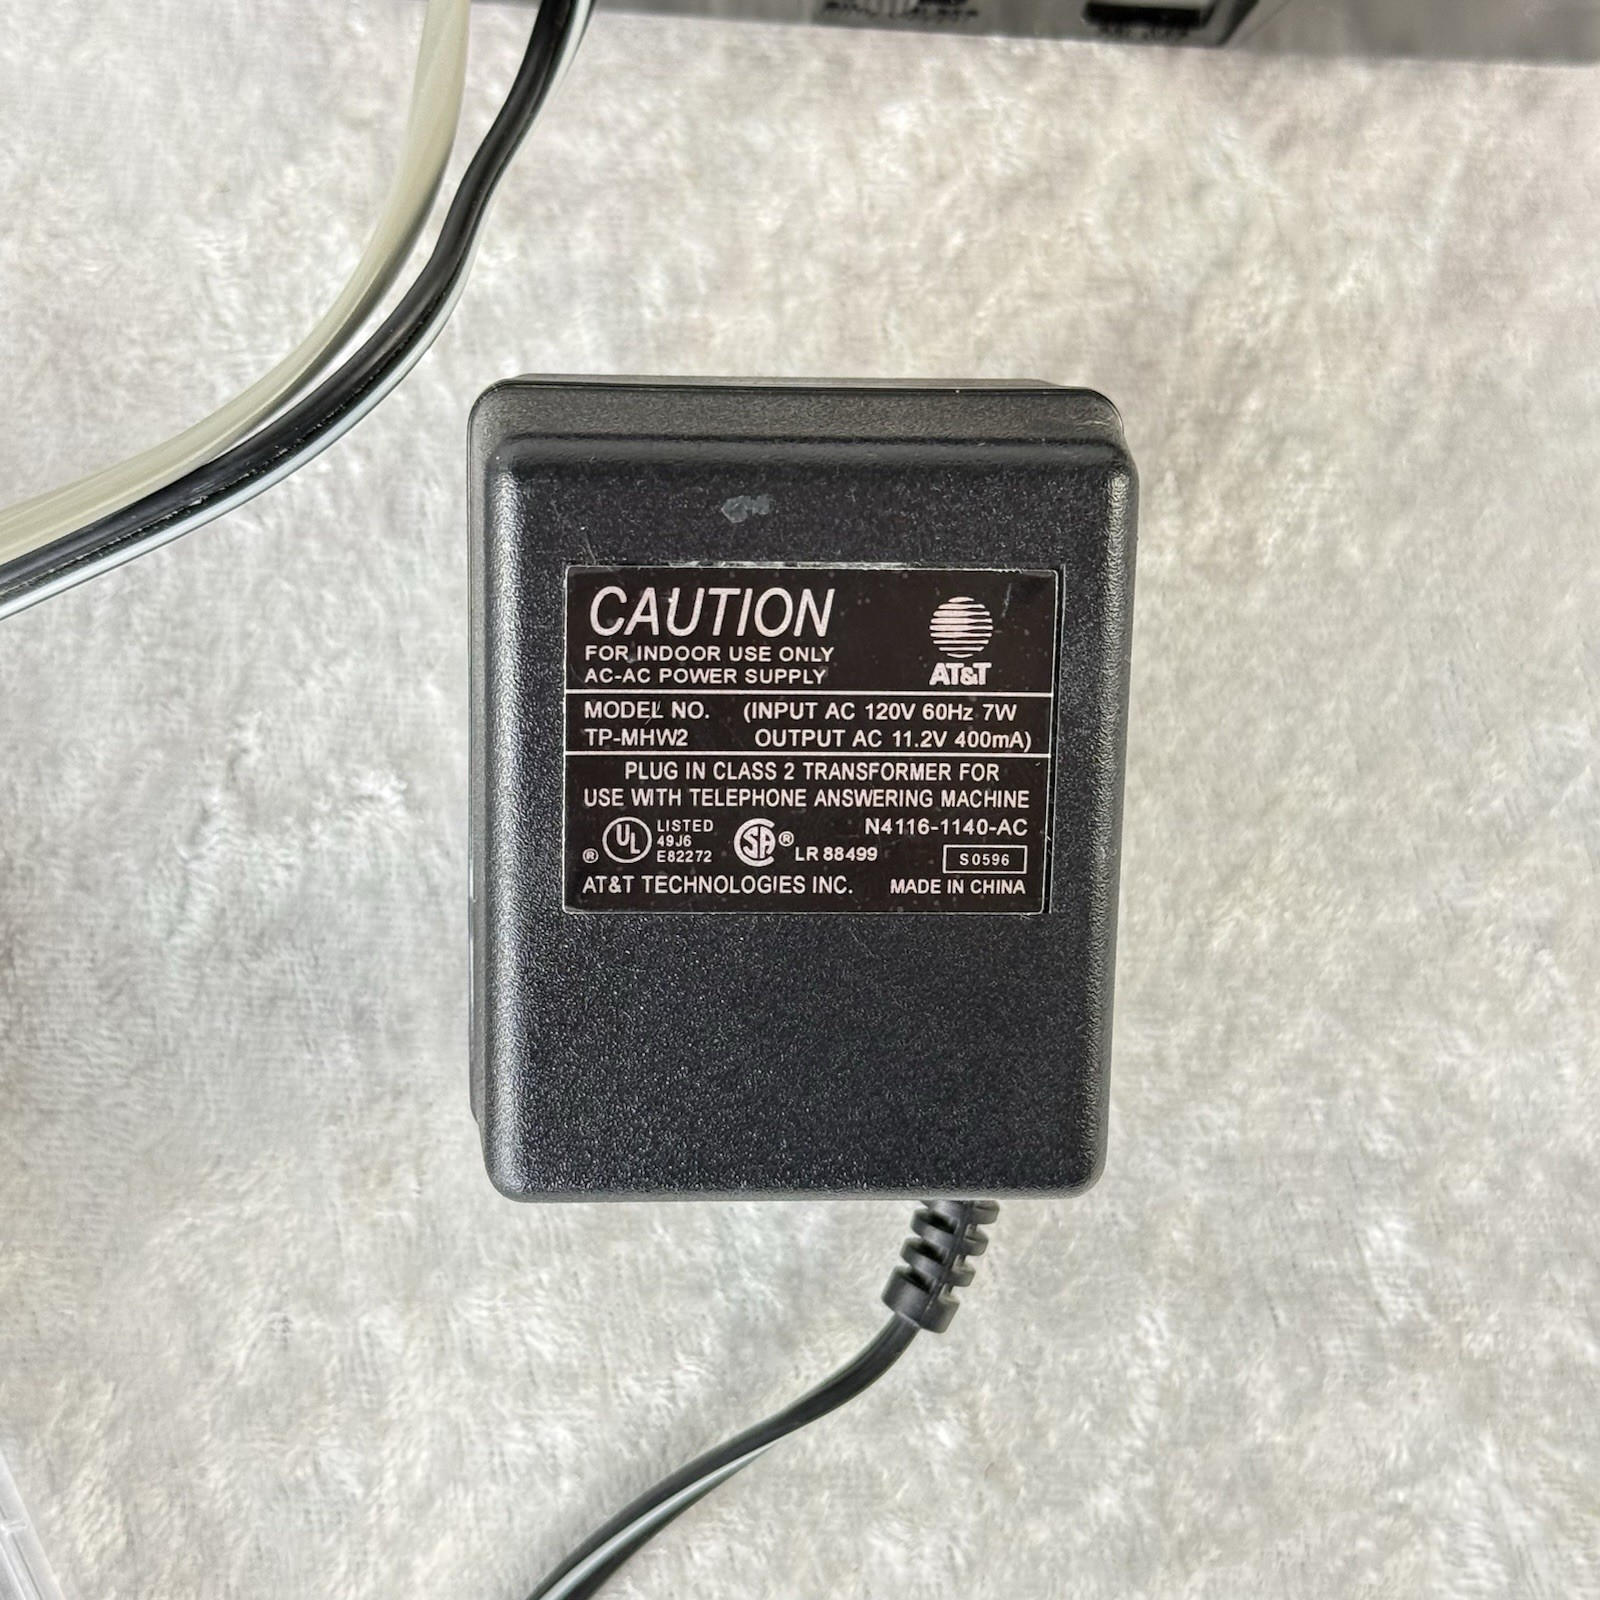 CAUTION
FOR INDOOR USE ONLY
AC-AC POWER SUPPLY
AT&T
MODEL NO. (INPUT AC 120V 60Hz 7W
TP-MHW2 OUTPUT AC 11.2V 400mA)
PLUG IN CLASS 2 TRANSFORMER FOR
USE WITH TELEPHONE ANSWERING MACHINE
N4116-1140-AC
UL LISTED
49J6
® E82272
SA ® LR 88499
S0596
AT&T TECHNOLOGIES INC. MADE IN CHINA